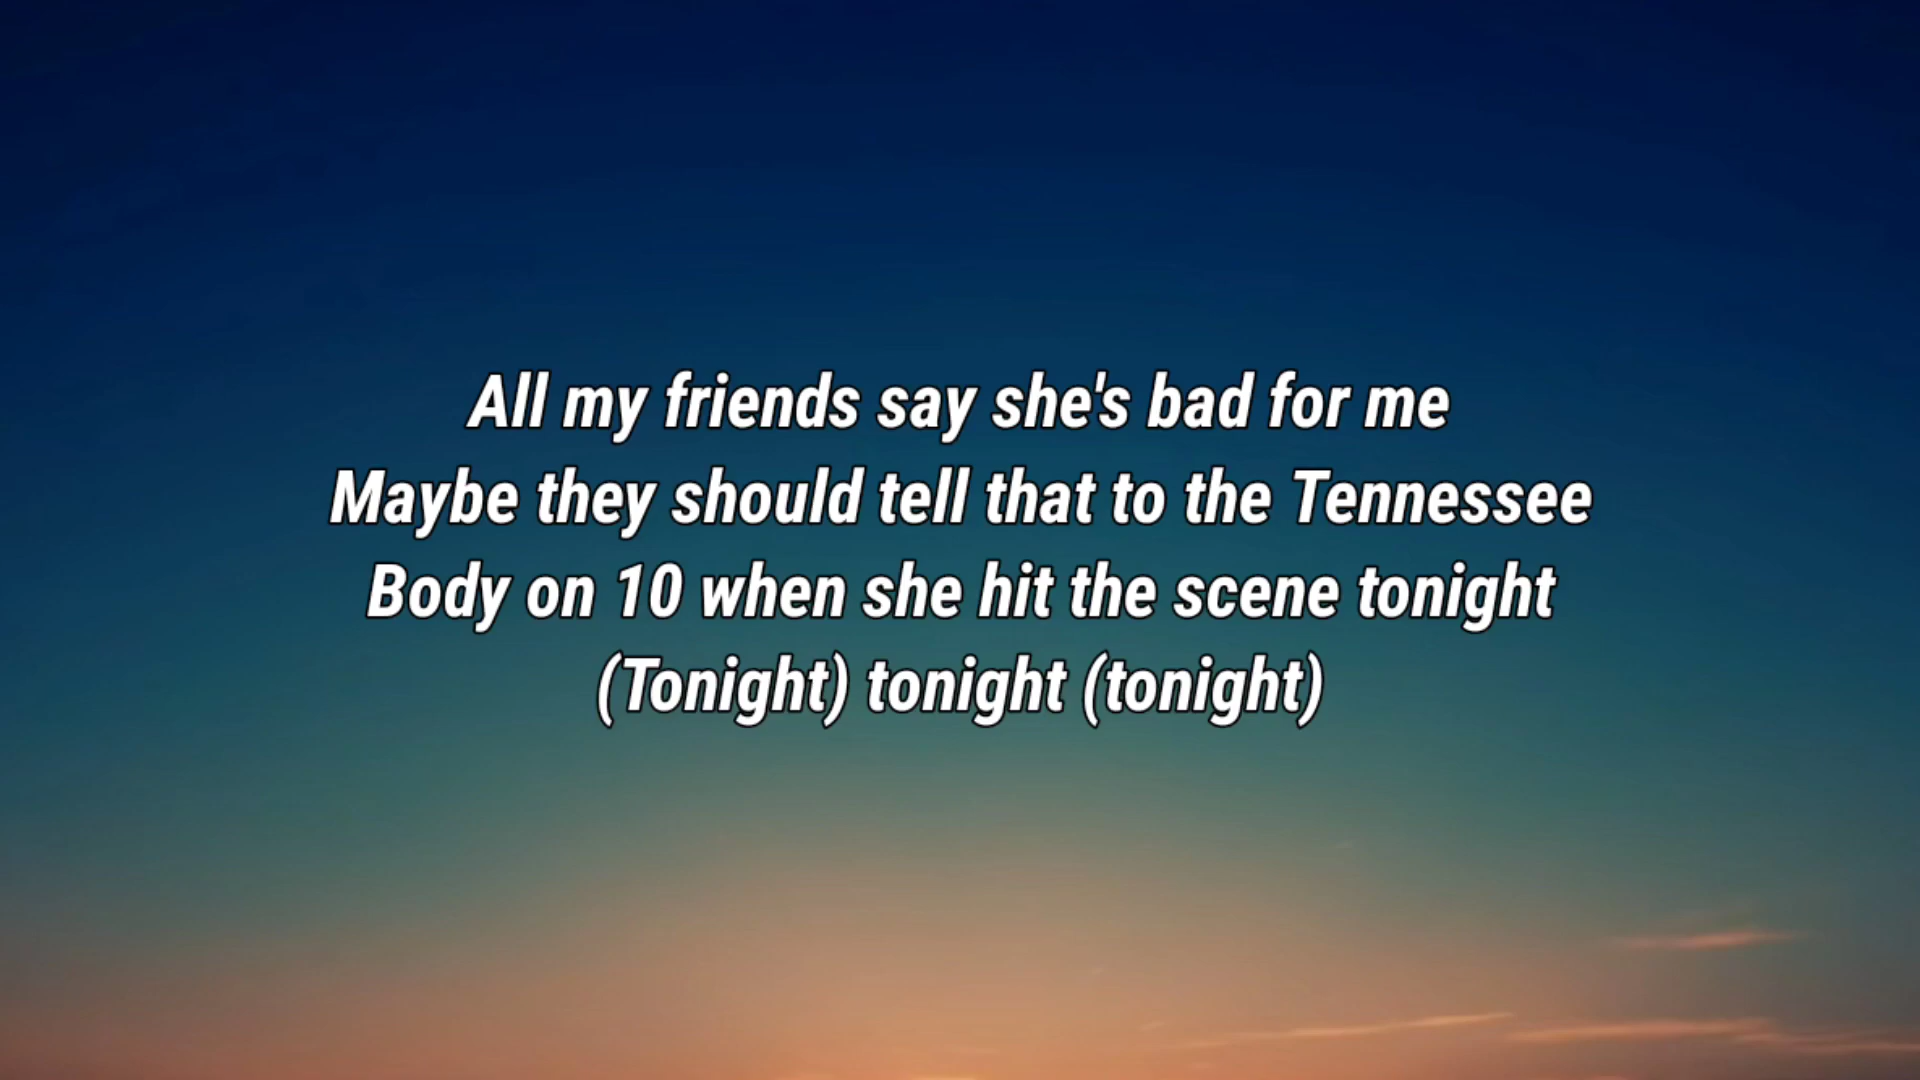 All my friends say she's bad for me
Maybe they should tell that to the Tennessee
Body on 10 when she hit the scene tonight
(Tonight) tonight (tonight)